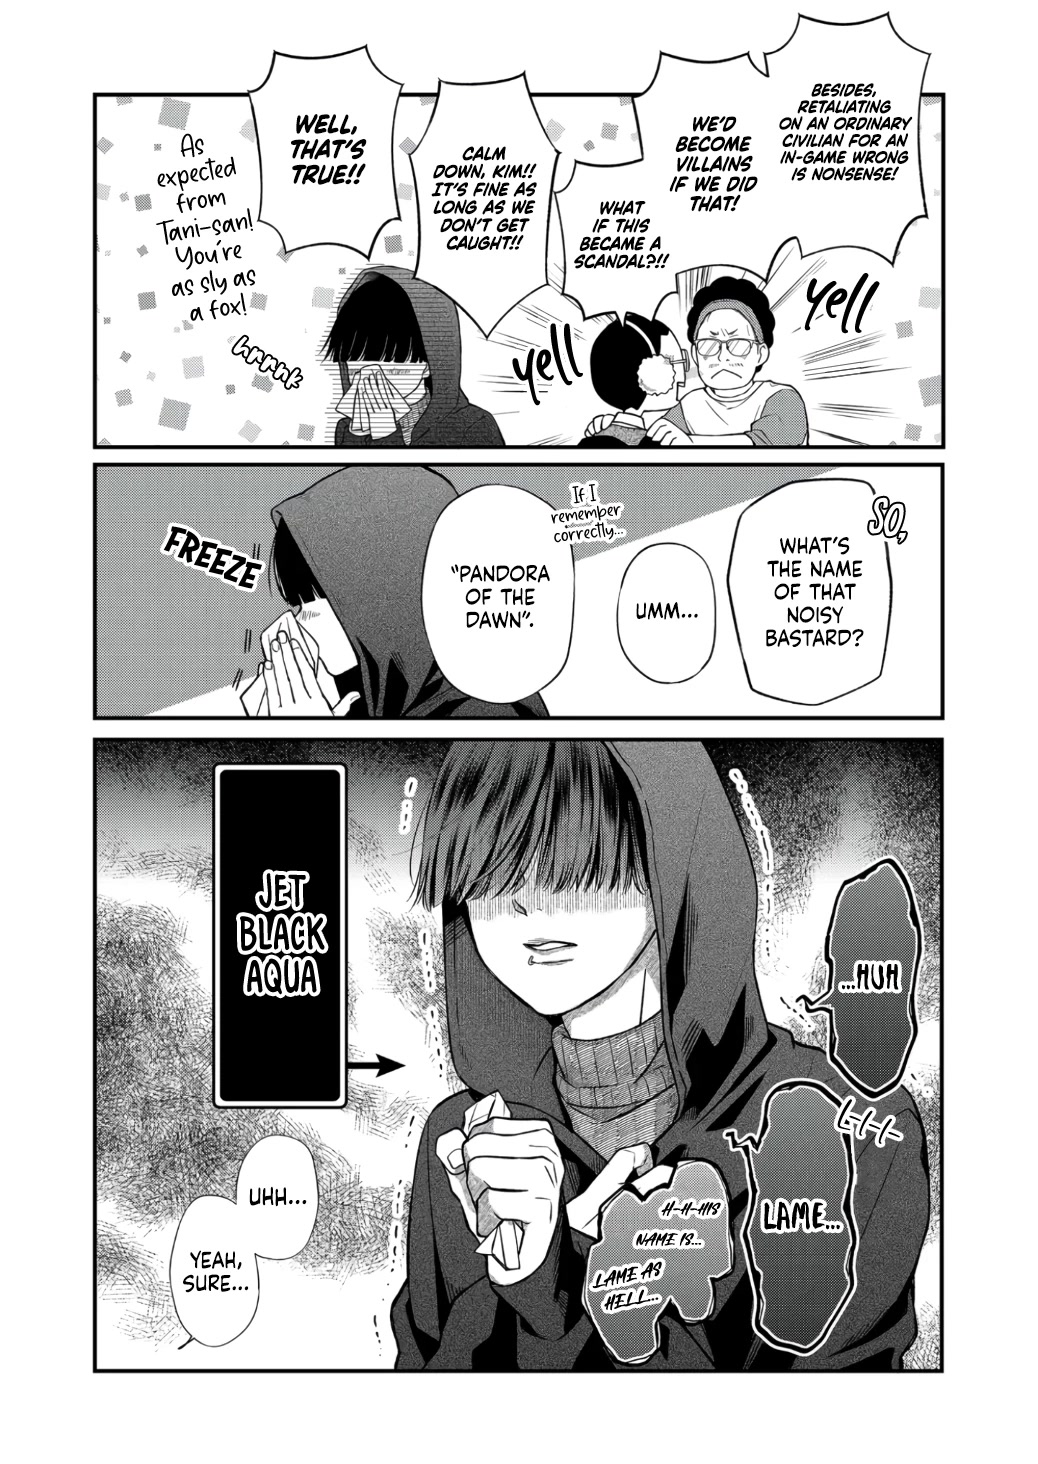 BESIDES,
RETALIATING
ON AN ORDINARY
CIVILIAN FOR AN
IN-GAME WRONG
IS NONSENSE!
WE'D
BECOME
VILLAINS
IF WE DID
THAT!
WHAT
IF THIS
BECAME A
SCANDAL?!!
yell
yell
CALM
DOWN, KIM!!
IT'S FINE AS
LONG AS WE
DON'T GET
CAUGHT!!
WELL,
THAT'S
TRUE!!
As
expected
from
Tani-san!
You're
as sly as
a fox!
hrrnnk
SO,
WHAT'S
THE NAME
OF THAT
NOISY
BASTARD?
UMM...
If I
remember
correctly...
"PANDORA
OF THE
DAWN".
FREEZE
...HUH
LAME...
H-H-HIS
NAME IS...
LAME AS
HELL...
JET
BLACK
AQUA
UHH...
YEAH,
SURE...